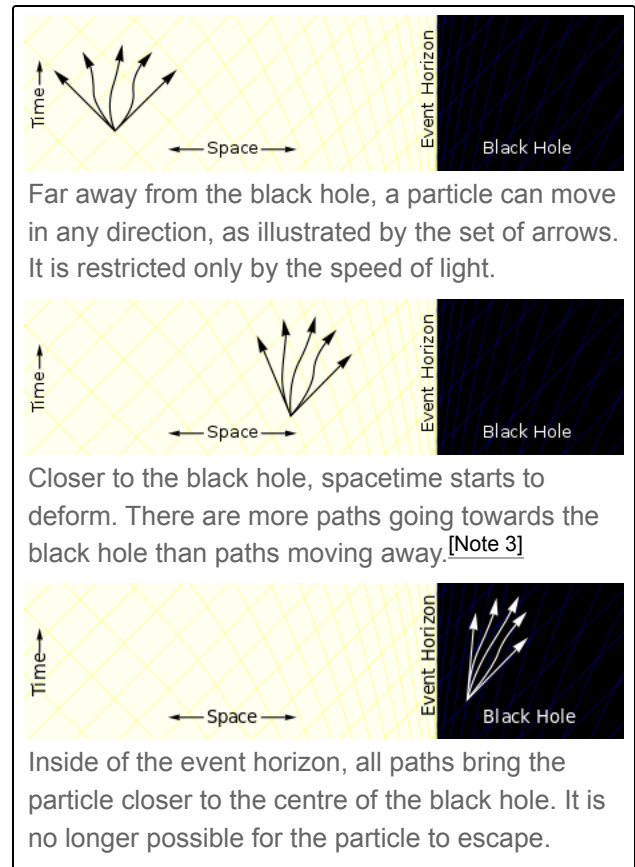 Time
Space
Event Horizon
Black Hole
Far away from the black hole, a particle can move
in any direction, as illustrated by the set of arrows.
It is restricted only by the speed of light.
Time
Space
Event Horizon
Black Hole
Closer to the black hole, spacetime starts to
deform. There are more paths going towards the
black hole than paths moving away.[Note 3]
Time
Space
Event Horizon
Black Hole
Inside of the event horizon, all paths bring the
particle closer to the centre of the black hole. It is
no longer possible for the particle to escape.